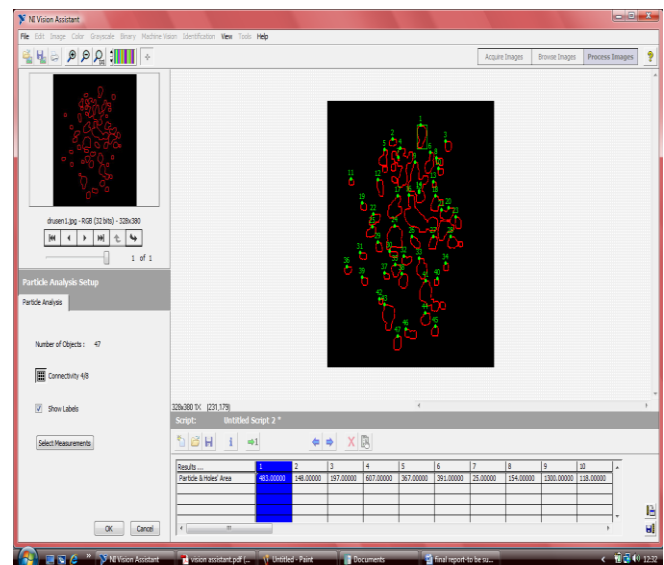 NI Vision Assistant
File Edit Image Color Grayscale Binary Machine Vision Identification View Tools Help
Acquire Images Browse Images Process Images
drusen1.jpg - RGB (32 bits) - 328x380
1 of 1
Particle Analysis Setup
Particle Analysis
Number of Objects : 47
Connectivity 4/8
Show Labels
Select Measurements
OK Cancel
328x380 1X (231,179)
Script: Untitled Script 2 *
Results ... 1 2 3 4 5 6 7 8 9 10
Particle & Holes' Area 483.00000 148.00000 197.00000 607.00000 367.00000 391.00000 25.00000 154.00000 1300.00000 118.00000
NI Vision Assistant vision assistant.pdf (... Untitled - Paint Documents final report-to be su... 12:32